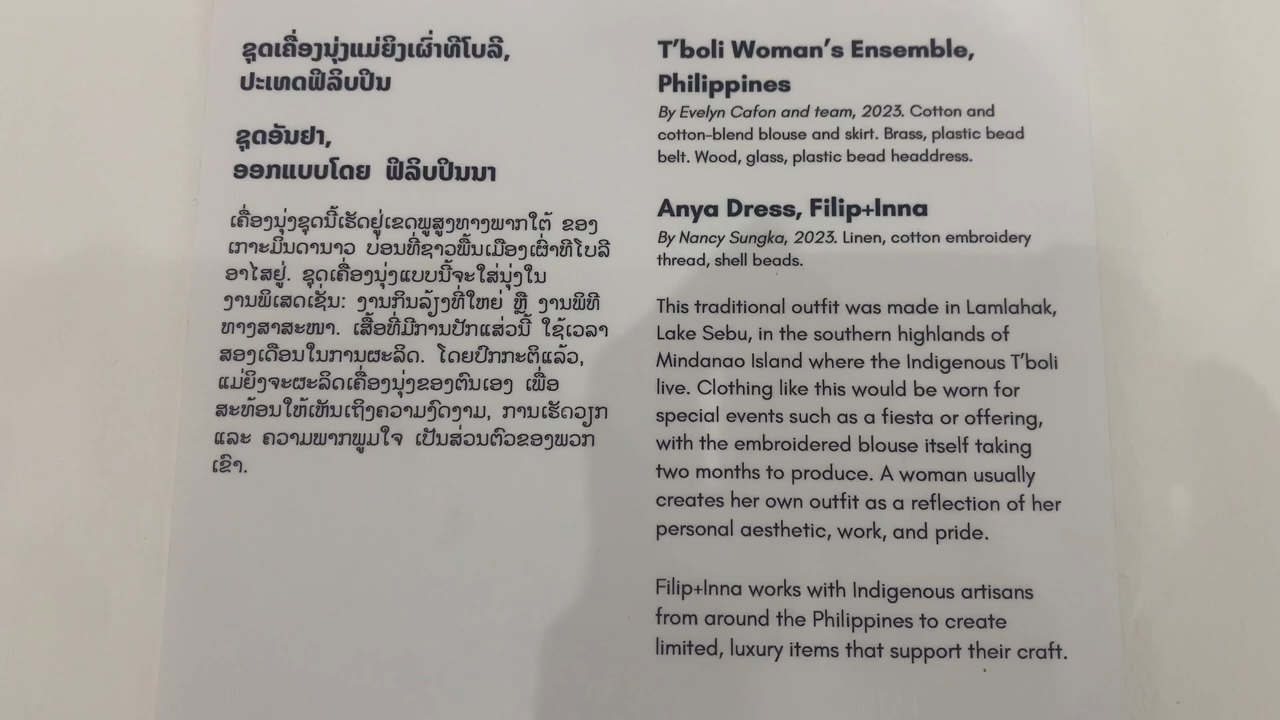 ຊຸດເຄື່ອງນຸ່ງແມ່ຍິງເຜົ່າທີໂບລີ,
ປະເທດຟິລິບປິນ
ຊຸດອັນຢາ,
ອອກແບບໂດຍ ຟິລິບປິນນາ
ເຄື່ອງນຸ່ງຊຸດນີ້ເຮັດຢູ່ເຂດພູສູງທາງພາກໃຕ້ ຂອງ
ເກາະມິນດານາວ ບ່ອນທີ່ຊາວພື້ນເມືອງເຜົ່າທີໂບລີ
ອາໄສຢູ່. ຊຸດເຄື່ອງນຸ່ງແບບນີ້ຈະໃສ່ນຸ່ງໃນ
ງານພິເສດເຊັ່ນ: ງານກິນລ້ຽງທີ່ໃຫຍ່ ຫຼື ງານພິທີ
ທາງສາສະໜາ. ເສື້ອທີ່ມີການປັກແສ່ວນີ້ ໃຊ້ເວລາ
ສອງເດືອນໃນການຜະລິດ. ໂດຍປົກກະຕິແລ້ວ,
ແມ່ຍິງຈະຜະລິດເຄື່ອງນຸ່ງຂອງຕົນເອງ ເພື່ອ
ສະທ້ອນໃຫ້ເຫັນເຖິງຄວາມງົດງາມ, ການເຮັດວຽກ
ແລະ ຄວາມພາກພູມໃຈ ເປັນສ່ວນຕົວຂອງພວກ
ເຂົາ.
T’boli Woman’s Ensemble,
Philippines
By Evelyn Cafon and team, 2023. Cotton and
cotton-blend blouse and skirt. Brass, plastic bead
belt. Wood, glass, plastic bead headdress.
Anya Dress, Filip+Inna
By Nancy Sungka, 2023. Linen, cotton embroidery
thread, shell beads.
This traditional outfit was made in Lamlahak,
Lake Sebu, in the southern highlands of
Mindanao Island where the Indigenous T’boli
live. Clothing like this would be worn for
special events such as a fiesta or offering,
with the embroidered blouse itself taking
two months to produce. A woman usually
creates her own outfit as a reflection of her
personal aesthetic, work, and pride.
Filip+Inna works with Indigenous artisans
from around the Philippines to create
limited, luxury items that support their craft.